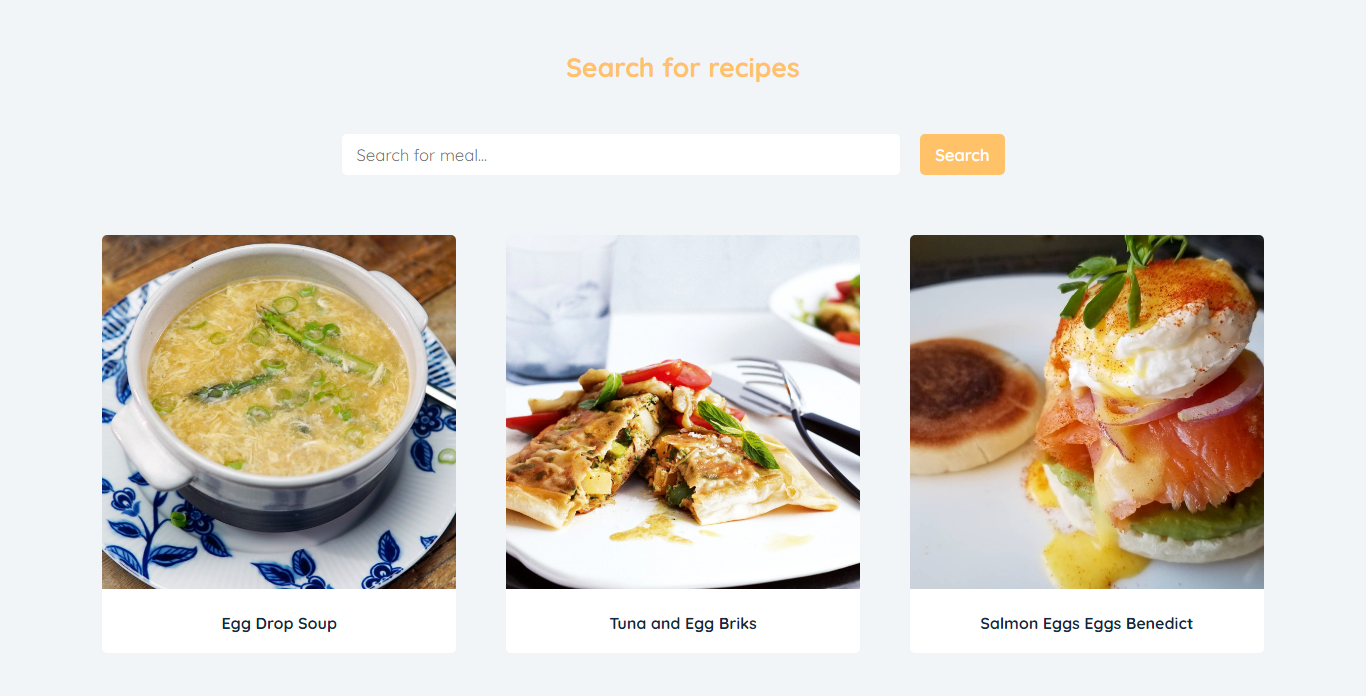 Search for recipes
Search for meal...
Search
Egg Drop Soup
Tuna and Egg Briks
Salmon Eggs Eggs Benedict